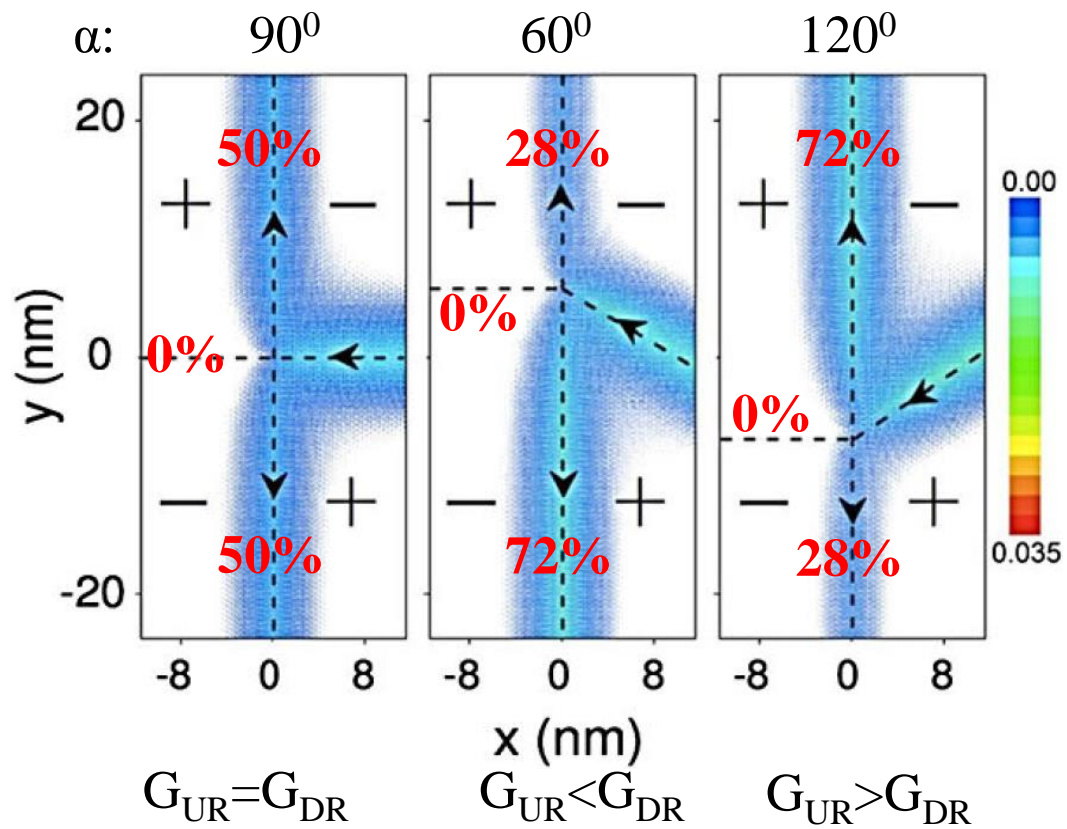 α: 90⁰ 60⁰ 120⁰
20 50% 28% 72%
+ − + − + −
0.00
0% 0% 0%
y (nm)
0
− + − + − +
0.035
-20 50% 72% 28%
-8 0 8 -8 0 8 -8 0 8
x (nm)
G_UR=G_DR G_UR<G_DR G_UR>G_DR